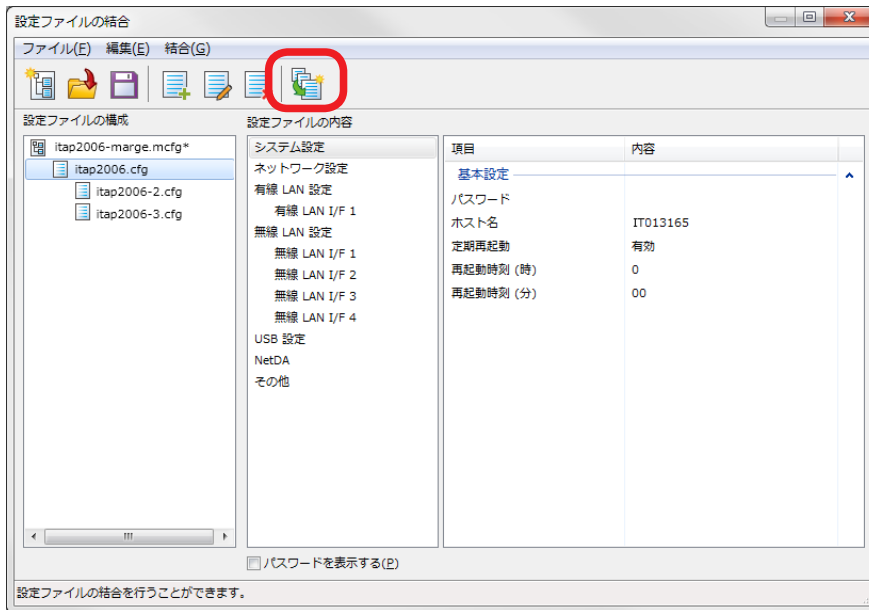 設定ファイルの結合
ファイル(F) 編集(E) 結合(G)
設定ファイルの構成
itap2006-marge.mcfg*
itap2006.cfg
itap2006-2.cfg
itap2006-3.cfg
設定ファイルの内容
システム設定
ネットワーク設定
有線 LAN 設定
有線 LAN I/F 1
無線 LAN 設定
無線 LAN I/F 1
無線 LAN I/F 2
無線 LAN I/F 3
無線 LAN I/F 4
USB 設定
NetDA
その他
項目 内容
基本設定
パスワード
ホスト名 IT013165
定期再起動 有効
再起動時刻 (時) 0
再起動時刻 (分) 00
パスワードを表示する(P)
設定ファイルの結合を行うことができます。